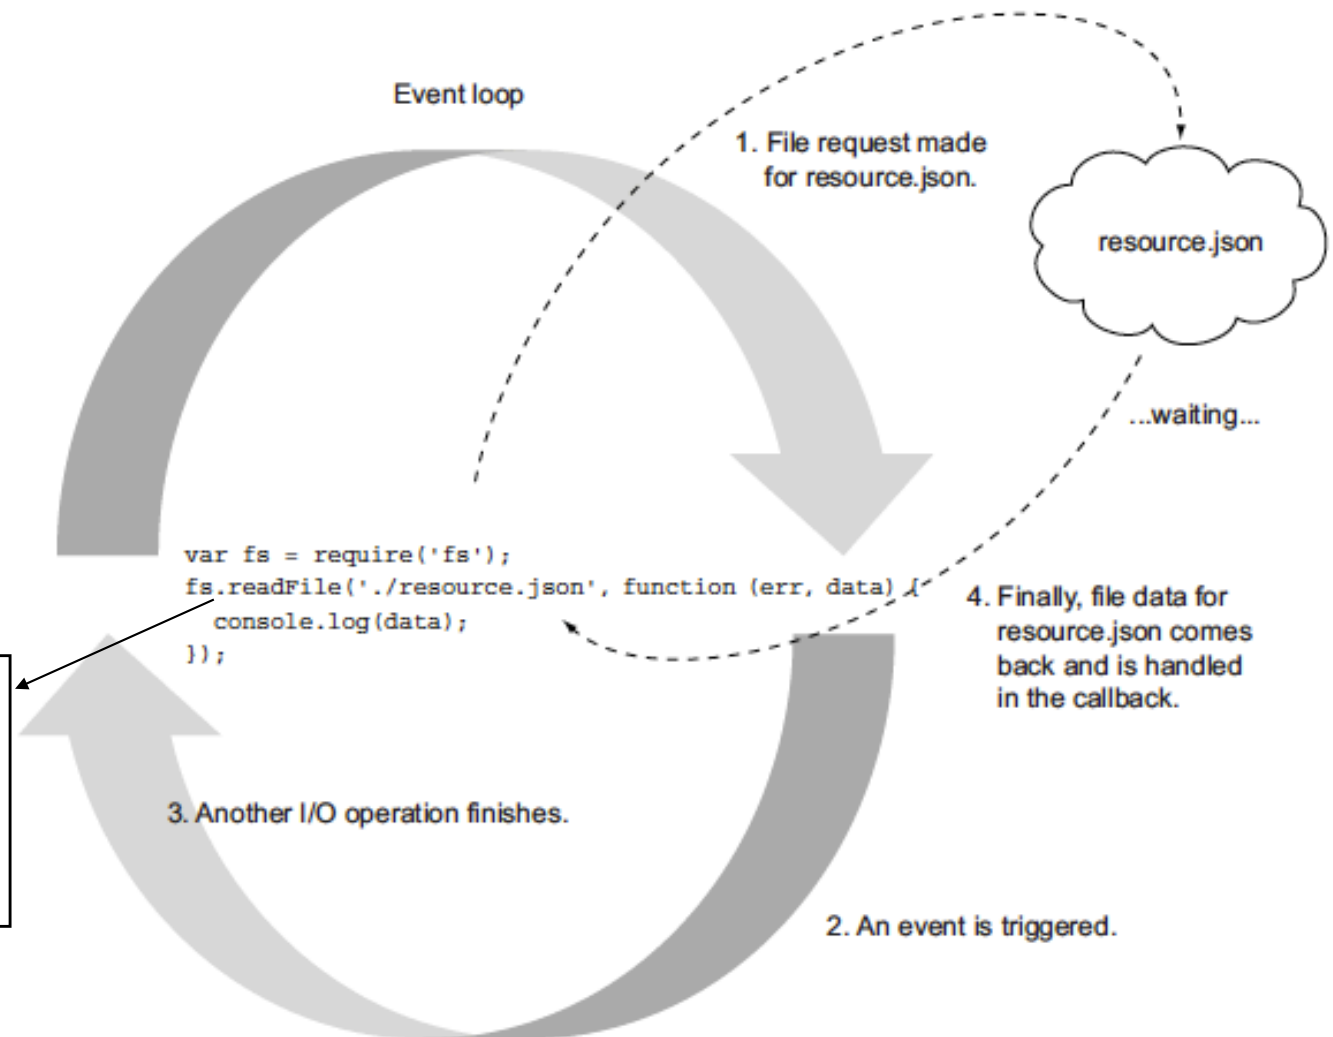 Event loop
1. File request made
for resource.json.
resource.json
...waiting...
var fs = require('fs');
fs.readFile('./resource.json', function (err, data) {
console.log(data);
});
4. Finally, file data for
resource.json comes
back and is handled
in the callback.
3. Another I/O operation finishes.
2. An event is triggered.